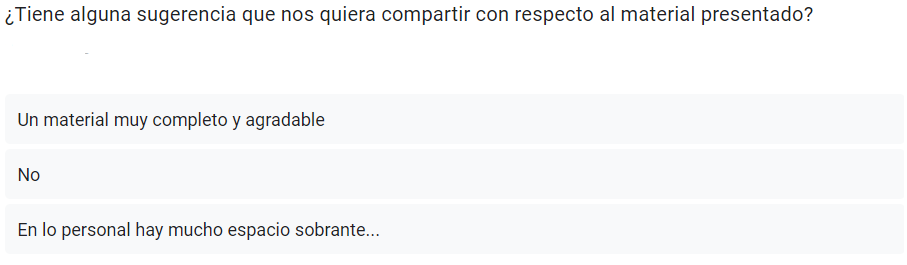 ¿Tiene alguna sugerencia que nos quiera compartir con respecto al material presentado?
Un material muy completo y agradable
No
En lo personal hay mucho espacio sobrante...